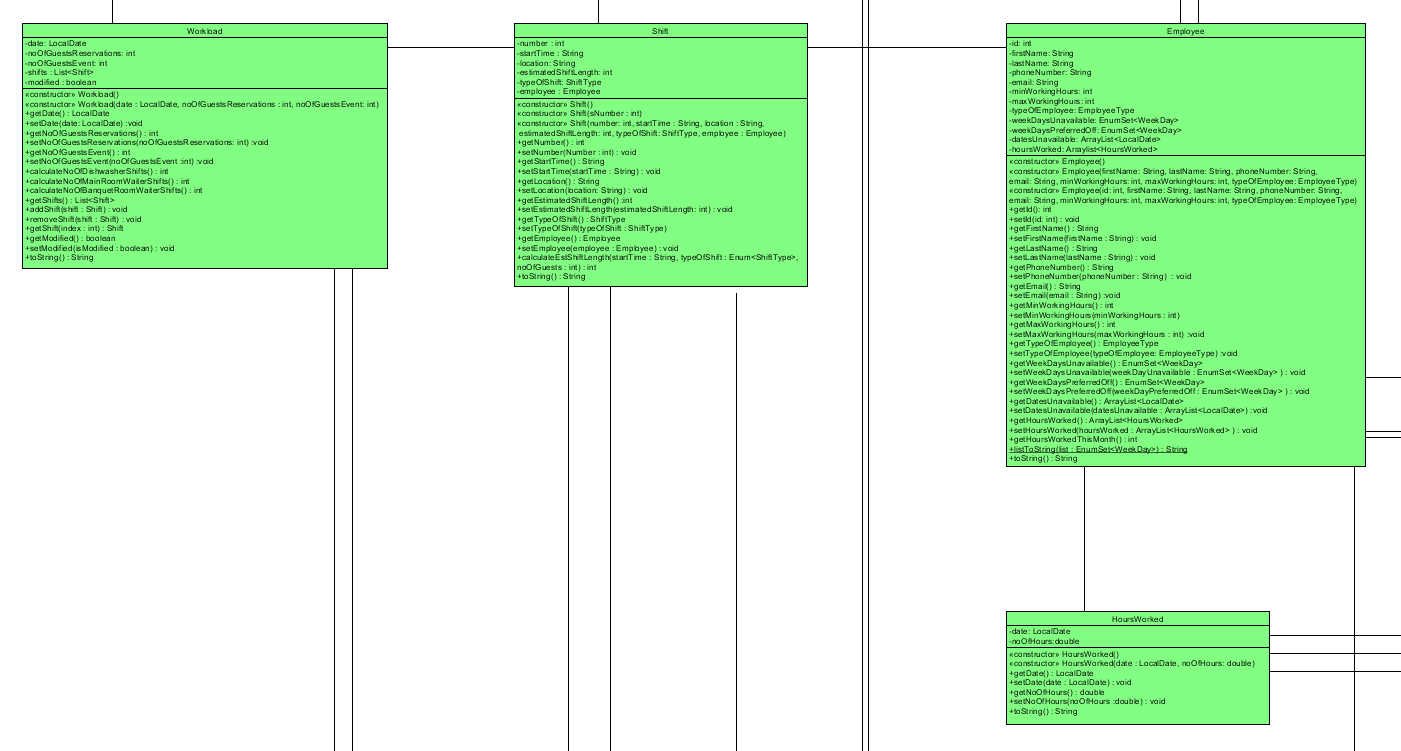 Workload
-date: LocalDate
-noOfGuestsReservations: int
-noOfGuestsEvent: int
-shifts : List<Shift>
-modified : boolean
«constructor» Workload()
«constructor» Workload(date : LocalDate, noOfGuestsReservations : int, noOfGuestsEvent: int)
+getDate() : LocalDate
+setDate(date: LocalDate) :void
+getNoOfGuestsReservations() : int
+setNoOfGuestsReservations(noOfGuestsReservations: int) :void
+getNoOfGuestsEvent() : int
+setNoOfGuestsEvent(noOfGuestsEvent :int) :void
+calculateNoOfDishwasherShifts() : int
+calculateNoOfMainRoomWaiterShifts() : int
+calculateNoOfBanquetRoomWaiterShifts() : int
+getShifts() : List<Shift>
+addShift(shift : Shift) : void
+removeShift(shift : Shift) : void
+getShift(index : int) : Shift
+getModified() : boolean
+setModified(isModified : boolean) : void
+toString() : String
Shift
-number : int
-startTime : String
-location: String
-estimatedShiftLength: int
-typeOfShift: ShiftType
-employee : Employee
«constructor» Shift()
«constructor» Shift(sNumber : int)
«constructor» Shift(number: int, startTime : String, location : String,
estimatedShiftLength: int, typeOfShift: ShiftType, employee : Employee)
+getNumber() : int
+setNumber(Number : int) : void
+getStartTime() : String
+setStartTime(startTime : String) : void
+getLocation() : String
+setLocation(location: String) : void
+getEstimatedShiftLength() :int
+setEstimatedShiftLength(estimatedShiftLength: int) : void
+getTypeOfShift() : ShiftType
+setTypeOfShift(typeOfShift : ShiftType)
+getEmployee() : Employee
+setEmployee(employee : Employee) : void
+calculateEstShiftLength(startTime : String, typeOfShift : Enum<ShiftType>,
noOfGuests : int) : int
+toString() : String
Employee
-id: int
-firstName: String
-lastName: String
-phoneNumber: String
-email: String
-minWorkingHours: int
-maxWorkingHours: int
-typeOfEmployee: EmployeeType
-weekDaysUnavailable: EnumSet<WeekDay>
-weekDaysPreferredOff: EnumSet<WeekDay>
-datesUnavailable: ArrayList<LocalDate>
-hoursWorked: Arraylist<HoursWorked>
«constructor» Employee()
«constructor» Employee(firstName: String, lastName: String, phoneNumber: String,
email: String, minWorkingHours: int, maxWorkingHours: int, typeOfEmployee: EmployeeType)
«constructor» Employee(id: int, firstName: String, lastName: String, phoneNumber: String,
email: String, minWorkingHours: int, maxWorkingHours: int, typeOfEmployee: EmployeeType)
+getId(): int
+setId(id: int) : void
+getFirstName() : String
+setFirstName(firstName : String) : void
+getLastName() : String
+setLastName(lastName : String) : void
+getPhoneNumber() : String
+setPhoneNumber(phoneNumber : String) : void
+getEmail() : String
+setEmail(email : String) :void
+getMinWorkingHours() : int
+setMinWorkingHours(minWorkingHours : int)
+getMaxWorkingHours() : int
+setMaxWorkingHours(maxWorkingHours : int) :void
+getTypeOfEmployee() : EmployeeType
+setTypeOfEmployee(typeOfEmployee: EmployeeType) :void
+getWeekDaysUnavailable() : EnumSet<WeekDay>
+setWeekDaysUnavailable(weekDayUnavailable : EnumSet<WeekDay> ) : void
+getWeekDaysPreferredOff() : EnumSet<WeekDay>
+setWeekDaysPreferredOff(weekDayPreferredOff : EnumSet<WeekDay> ) : void
+getDatesUnavailable() : ArrayList<LocalDate>
+setDatesUnavailable(datesUnavailable : ArrayList<LocalDate>) :void
+getHoursWorked() : ArrayList<HoursWorked>
+setHoursWorked(hoursWorked : ArrayList<HoursWorked> ) : void
+getHoursWorkedThisMonth() : int
+listToString(list : EnumSet<WeekDay>) : String
+toString() : String
HoursWorked
-date: LocalDate
-noOfHours:double
«constructor» HoursWorked()
«constructor» HoursWorked(date : LocalDate, noOfHours: double)
+getDate() : LocalDate
+setDate(date : LocalDate) : void
+getNoOfHours() : double
+setNoOfHours(noOfHours :double) : void
+toString() : String